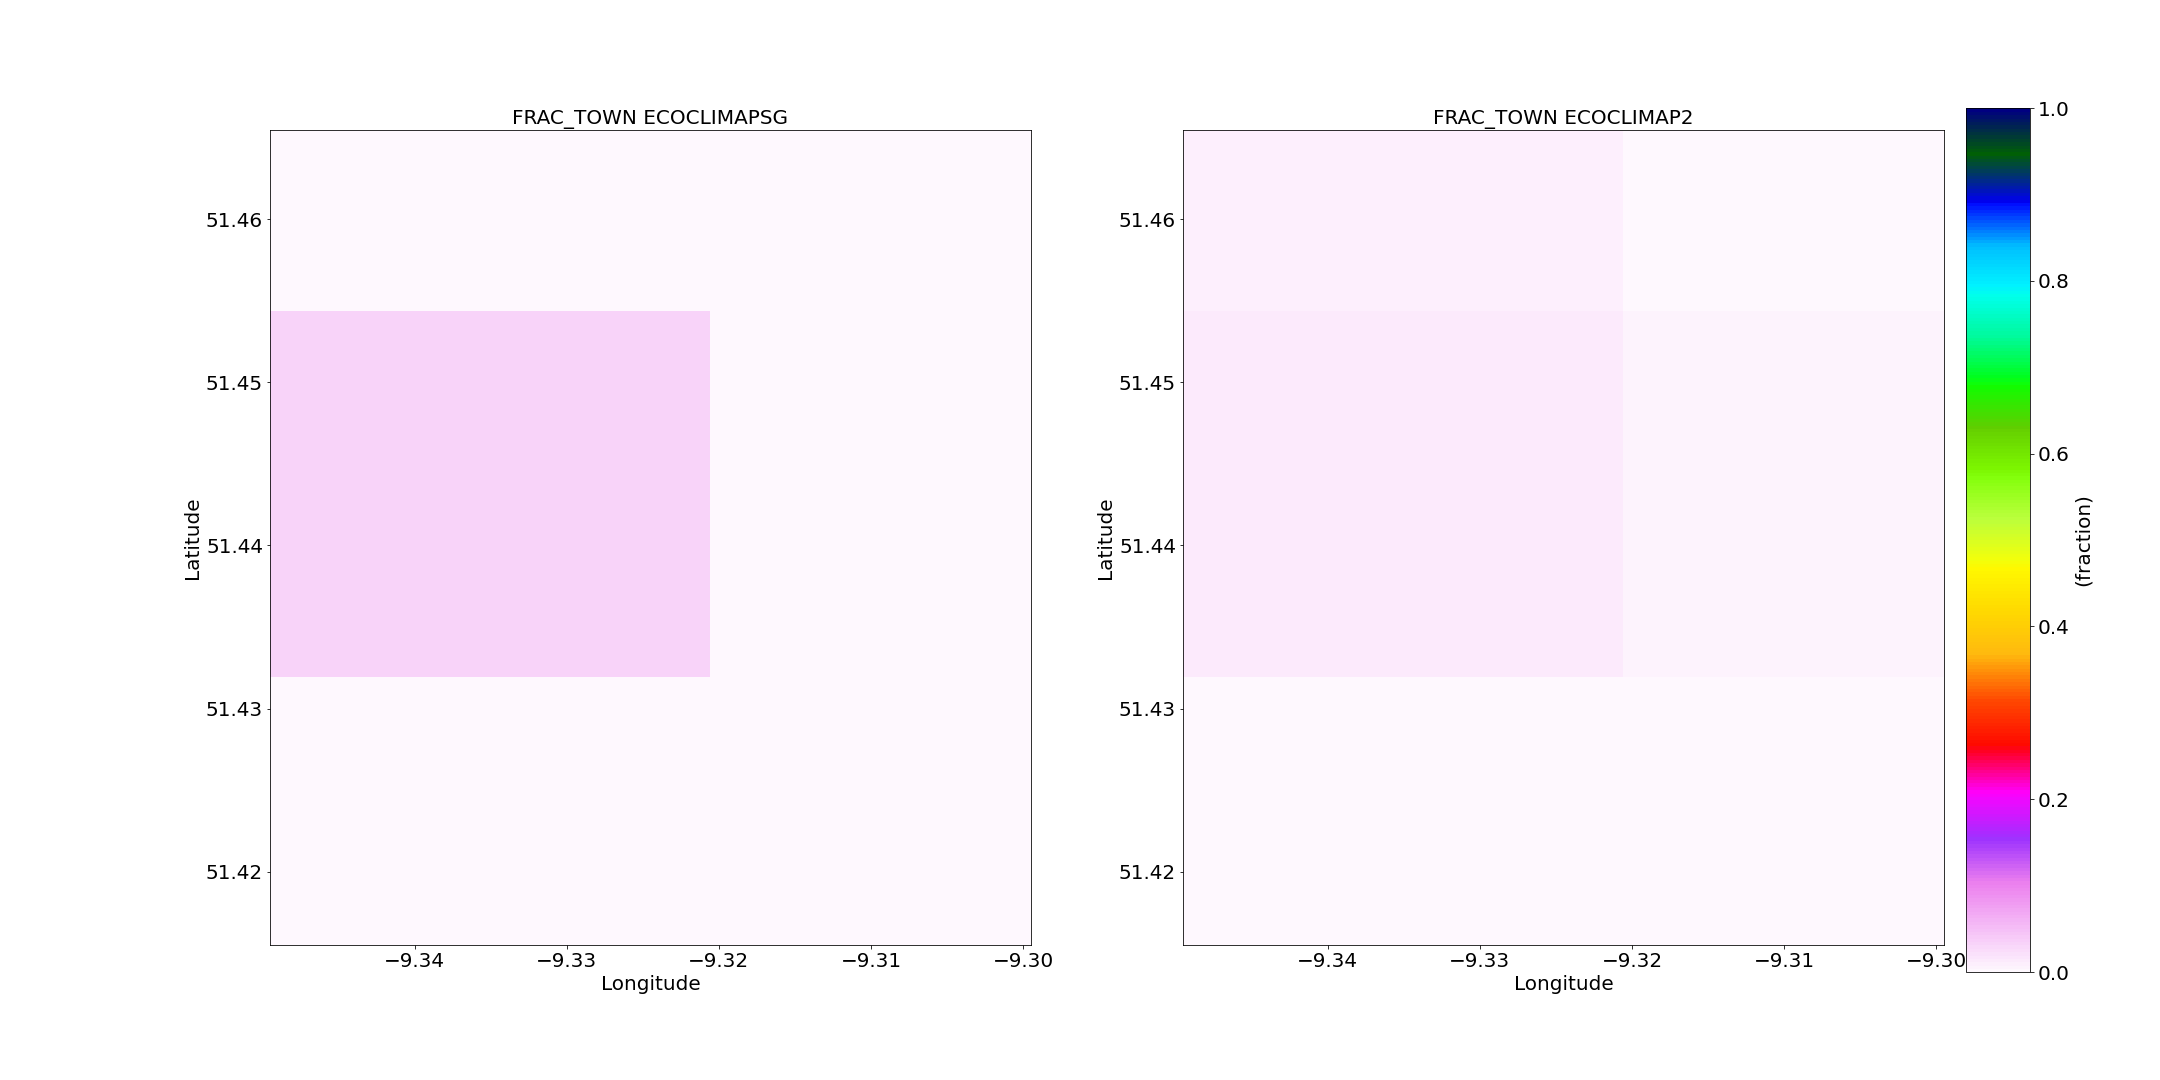 FRAC_TOWN ECOCLIMAPSG
51.46
51.45
51.44
51.43
51.42
Latitude
−9.34 −9.33 −9.32 −9.31 −9.30
Longitude
FRAC_TOWN ECOCLIMAP2
51.46
51.45
51.44
51.43
51.42
Latitude
−9.34 −9.33 −9.32 −9.31 −9.30
Longitude
1.0
0.8
0.6
0.4
0.2
0.0
(fraction)